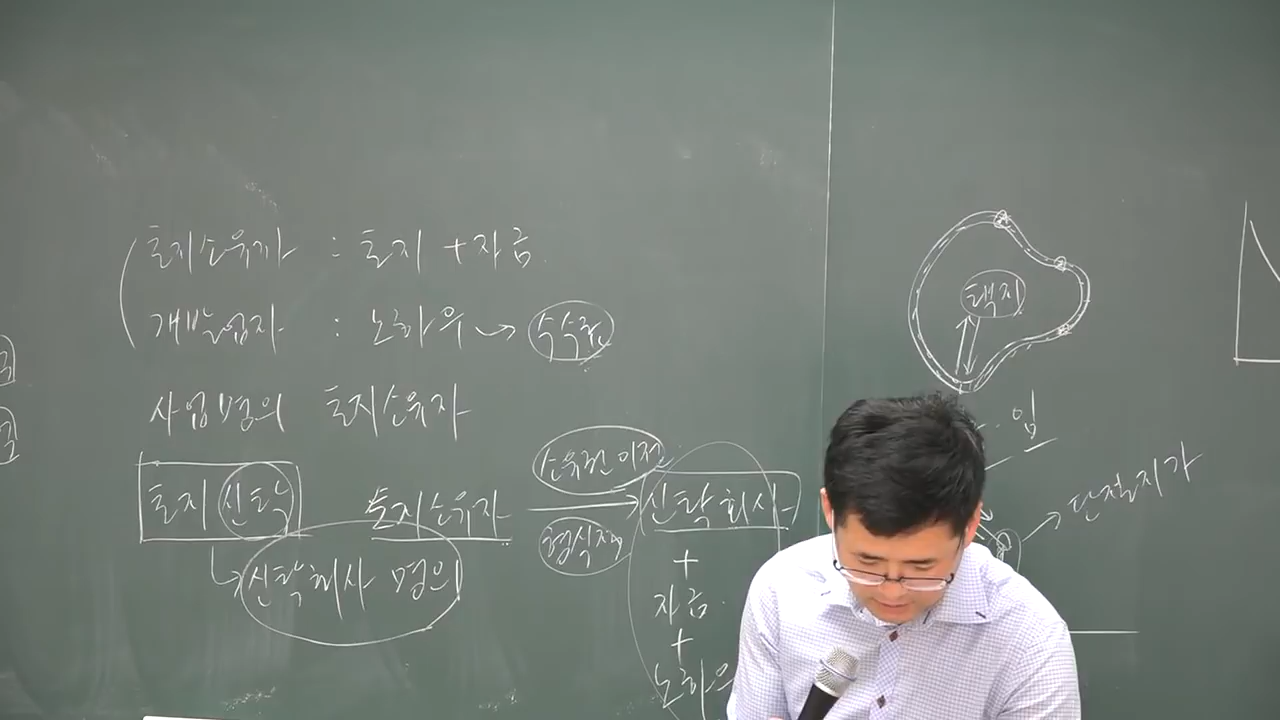 토지소유자 : 토지 + 자금
개발업자 : 노하우 → 수수료
사업명의 토지소유자
토지신탁 토지소유자 → 신탁회사
소유권 이전
형식적
신탁회사 명의
+
자금
+
노하우
택지
임
단절지가